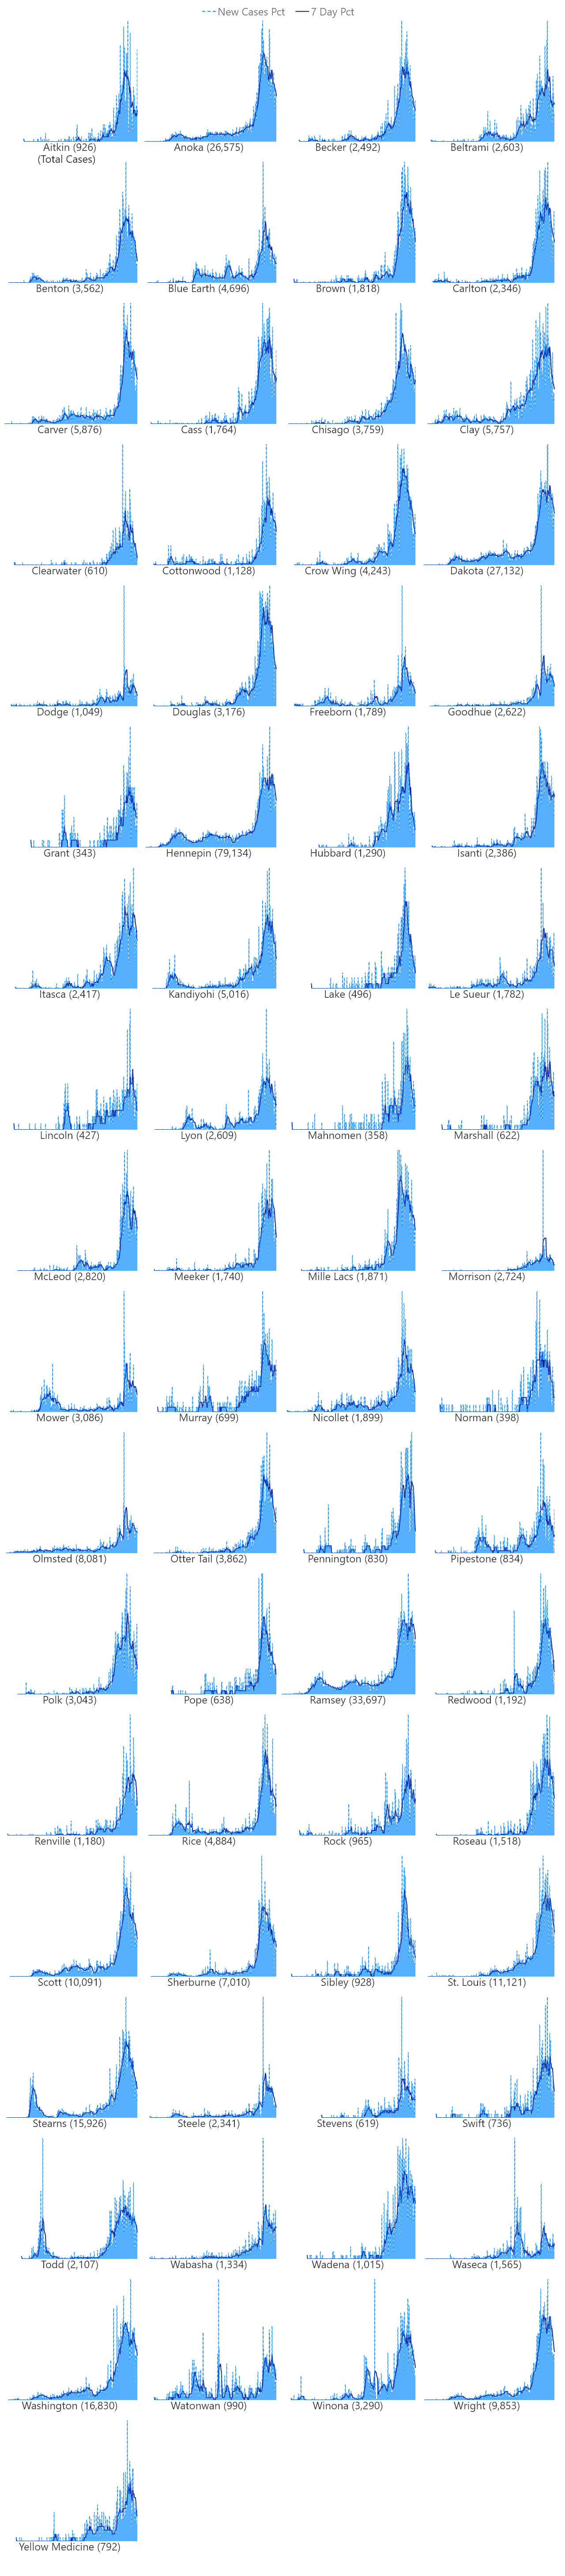 New Cases Pct 7 Day Pct
Aitkin (926)
(Total Cases)
Anoka (26,575)
Becker (2,492)
Beltrami (2,603)
Benton (3,562)
Blue Earth (4,696)
Brown (1,818)
Carlton (2,346)
Carver (5,876)
Cass (1,764)
Chisago (3,759)
Clay (5,757)
Clearwater (610)
Cottonwood (1,128)
Crow Wing (4,243)
Dakota (27,132)
Dodge (1,049)
Douglas (3,176)
Freeborn (1,789)
Goodhue (2,622)
Grant (343)
Hennepin (79,134)
Hubbard (1,290)
Isanti (2,386)
Itasca (2,417)
Kandiyohi (5,016)
Lake (496)
Le Sueur (1,782)
Lincoln (427)
Lyon (2,609)
Mahnomen (358)
Marshall (622)
McLeod (2,820)
Meeker (1,740)
Mille Lacs (1,871)
Morrison (2,724)
Mower (3,086)
Murray (699)
Nicollet (1,899)
Norman (398)
Olmsted (8,081)
Otter Tail (3,862)
Pennington (830)
Pipestone (834)
Polk (3,043)
Pope (638)
Ramsey (33,697)
Redwood (1,192)
Renville (1,180)
Rice (4,884)
Rock (965)
Roseau (1,518)
Scott (10,091)
Sherburne (7,010)
Sibley (928)
St. Louis (11,121)
Stearns (15,926)
Steele (2,341)
Stevens (619)
Swift (736)
Todd (2,107)
Wabasha (1,334)
Wadena (1,015)
Waseca (1,565)
Washington (16,830)
Watonwan (990)
Winona (3,290)
Wright (9,853)
Yellow Medicine (792)